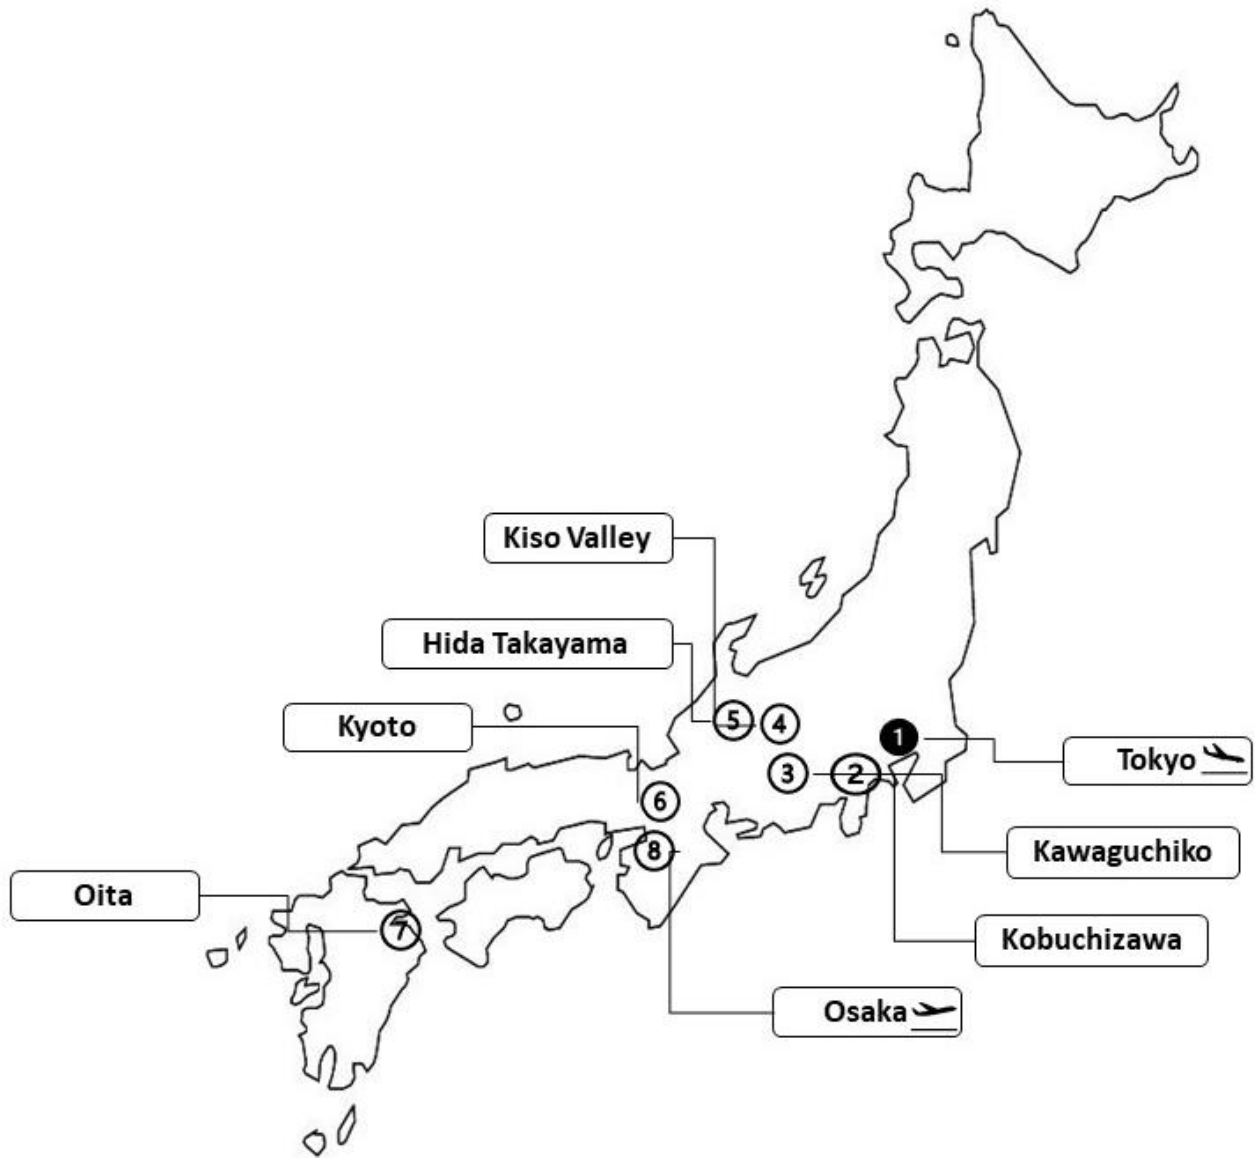 Kiso Valley
Hida Takayama
5
4
Kyoto
1
Tokyo
3
2
6
8
Kawaguchiko
Oita
7
Kobuchizawa
Osaka